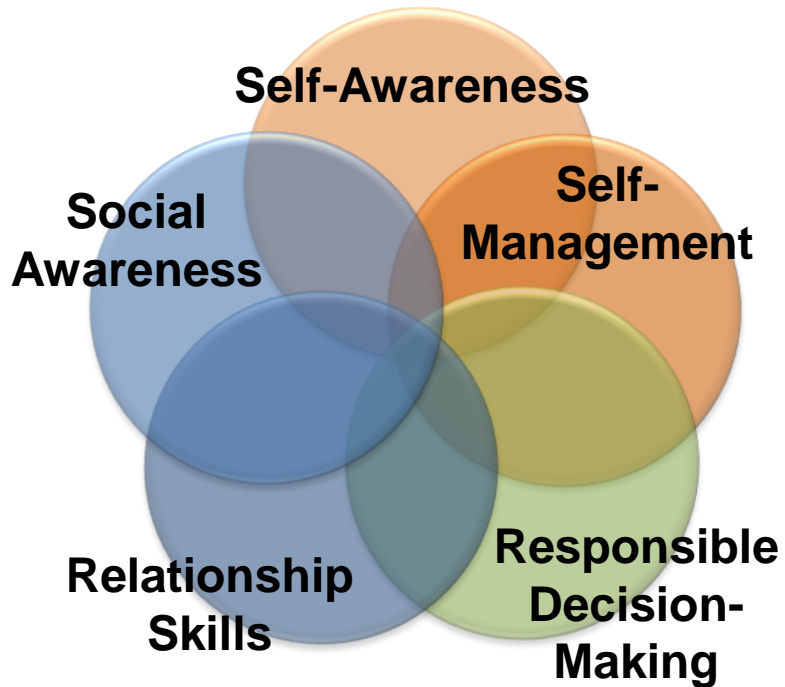 Self-Awareness
Self-
Management
Social
Awareness
Relationship
Skills
Responsible
Decision-
Making